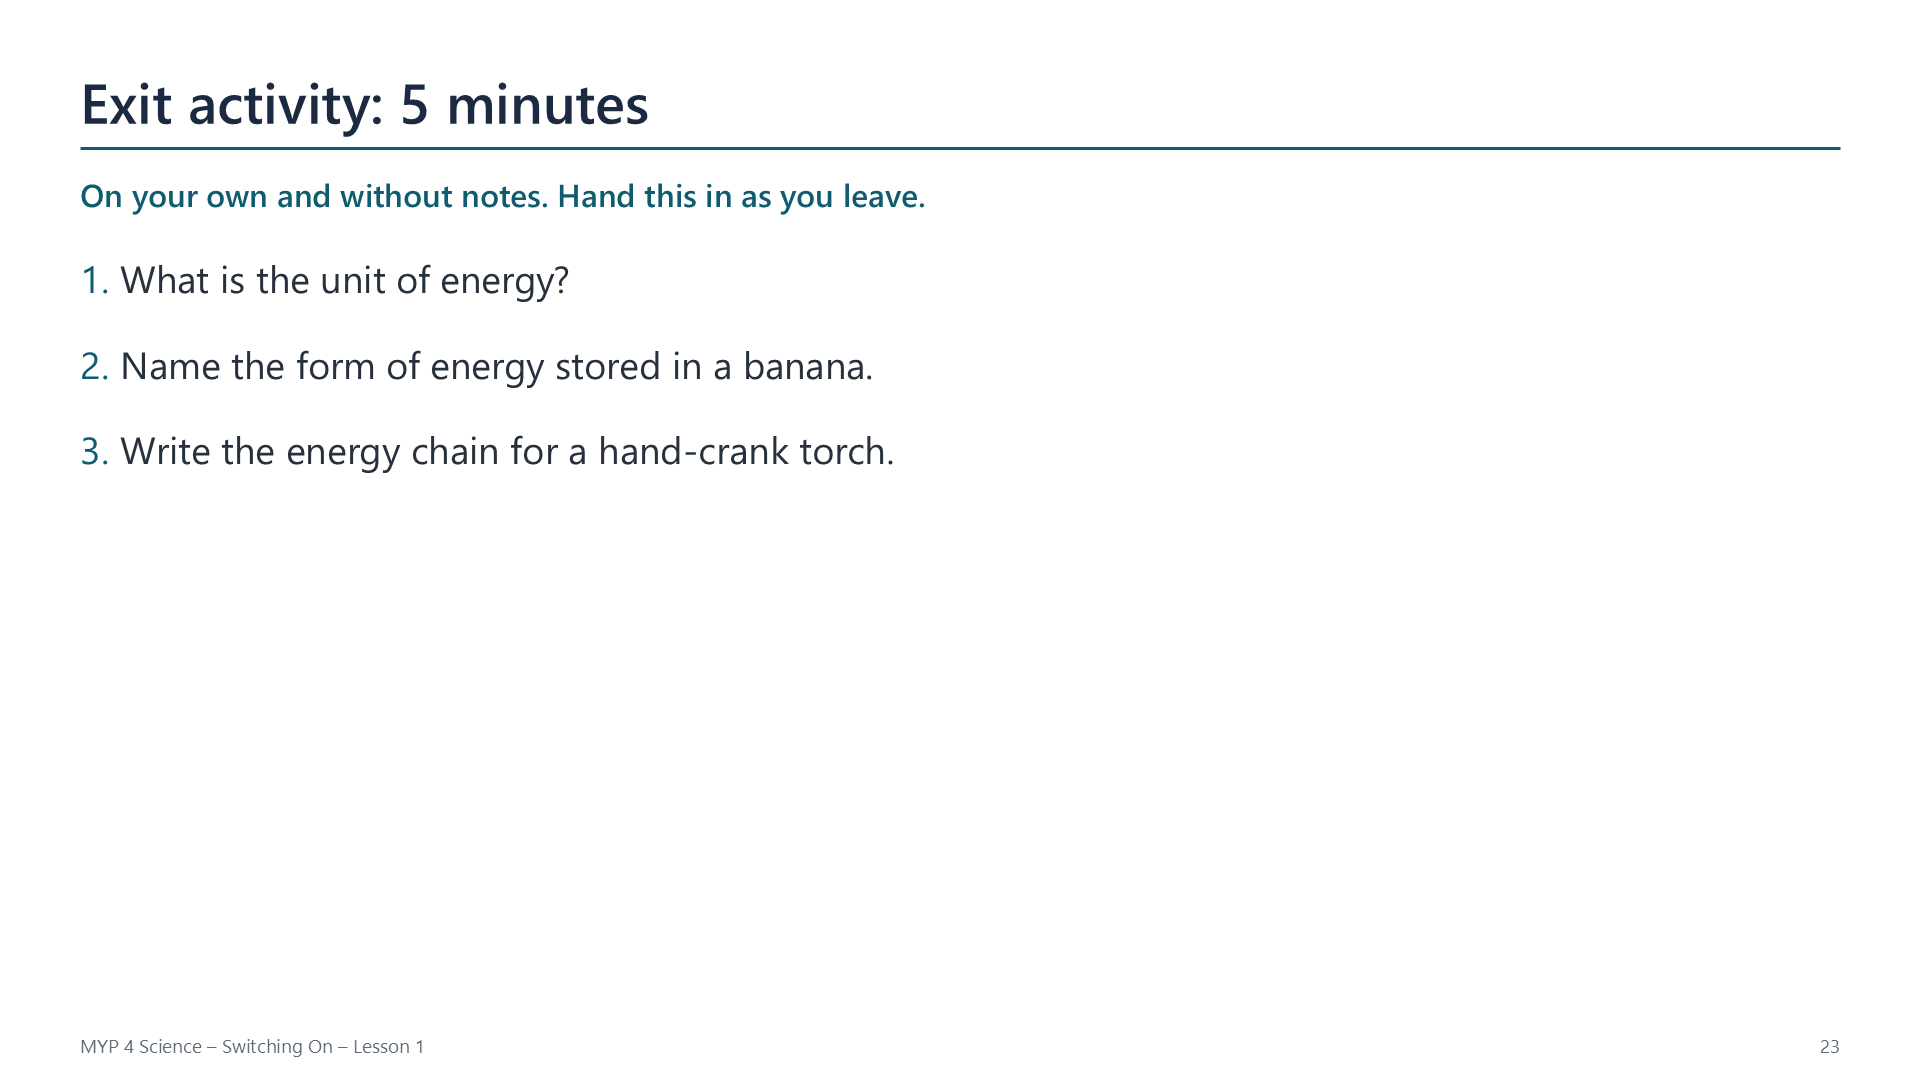 Exit activity: 5 minutes
On your own and without notes. Hand this in as you leave.
1. What is the unit of energy?
2. Name the form of energy stored in a banana.
3. Write the energy chain for a hand-crank torch.
MYP 4 Science – Switching On – Lesson 1
23